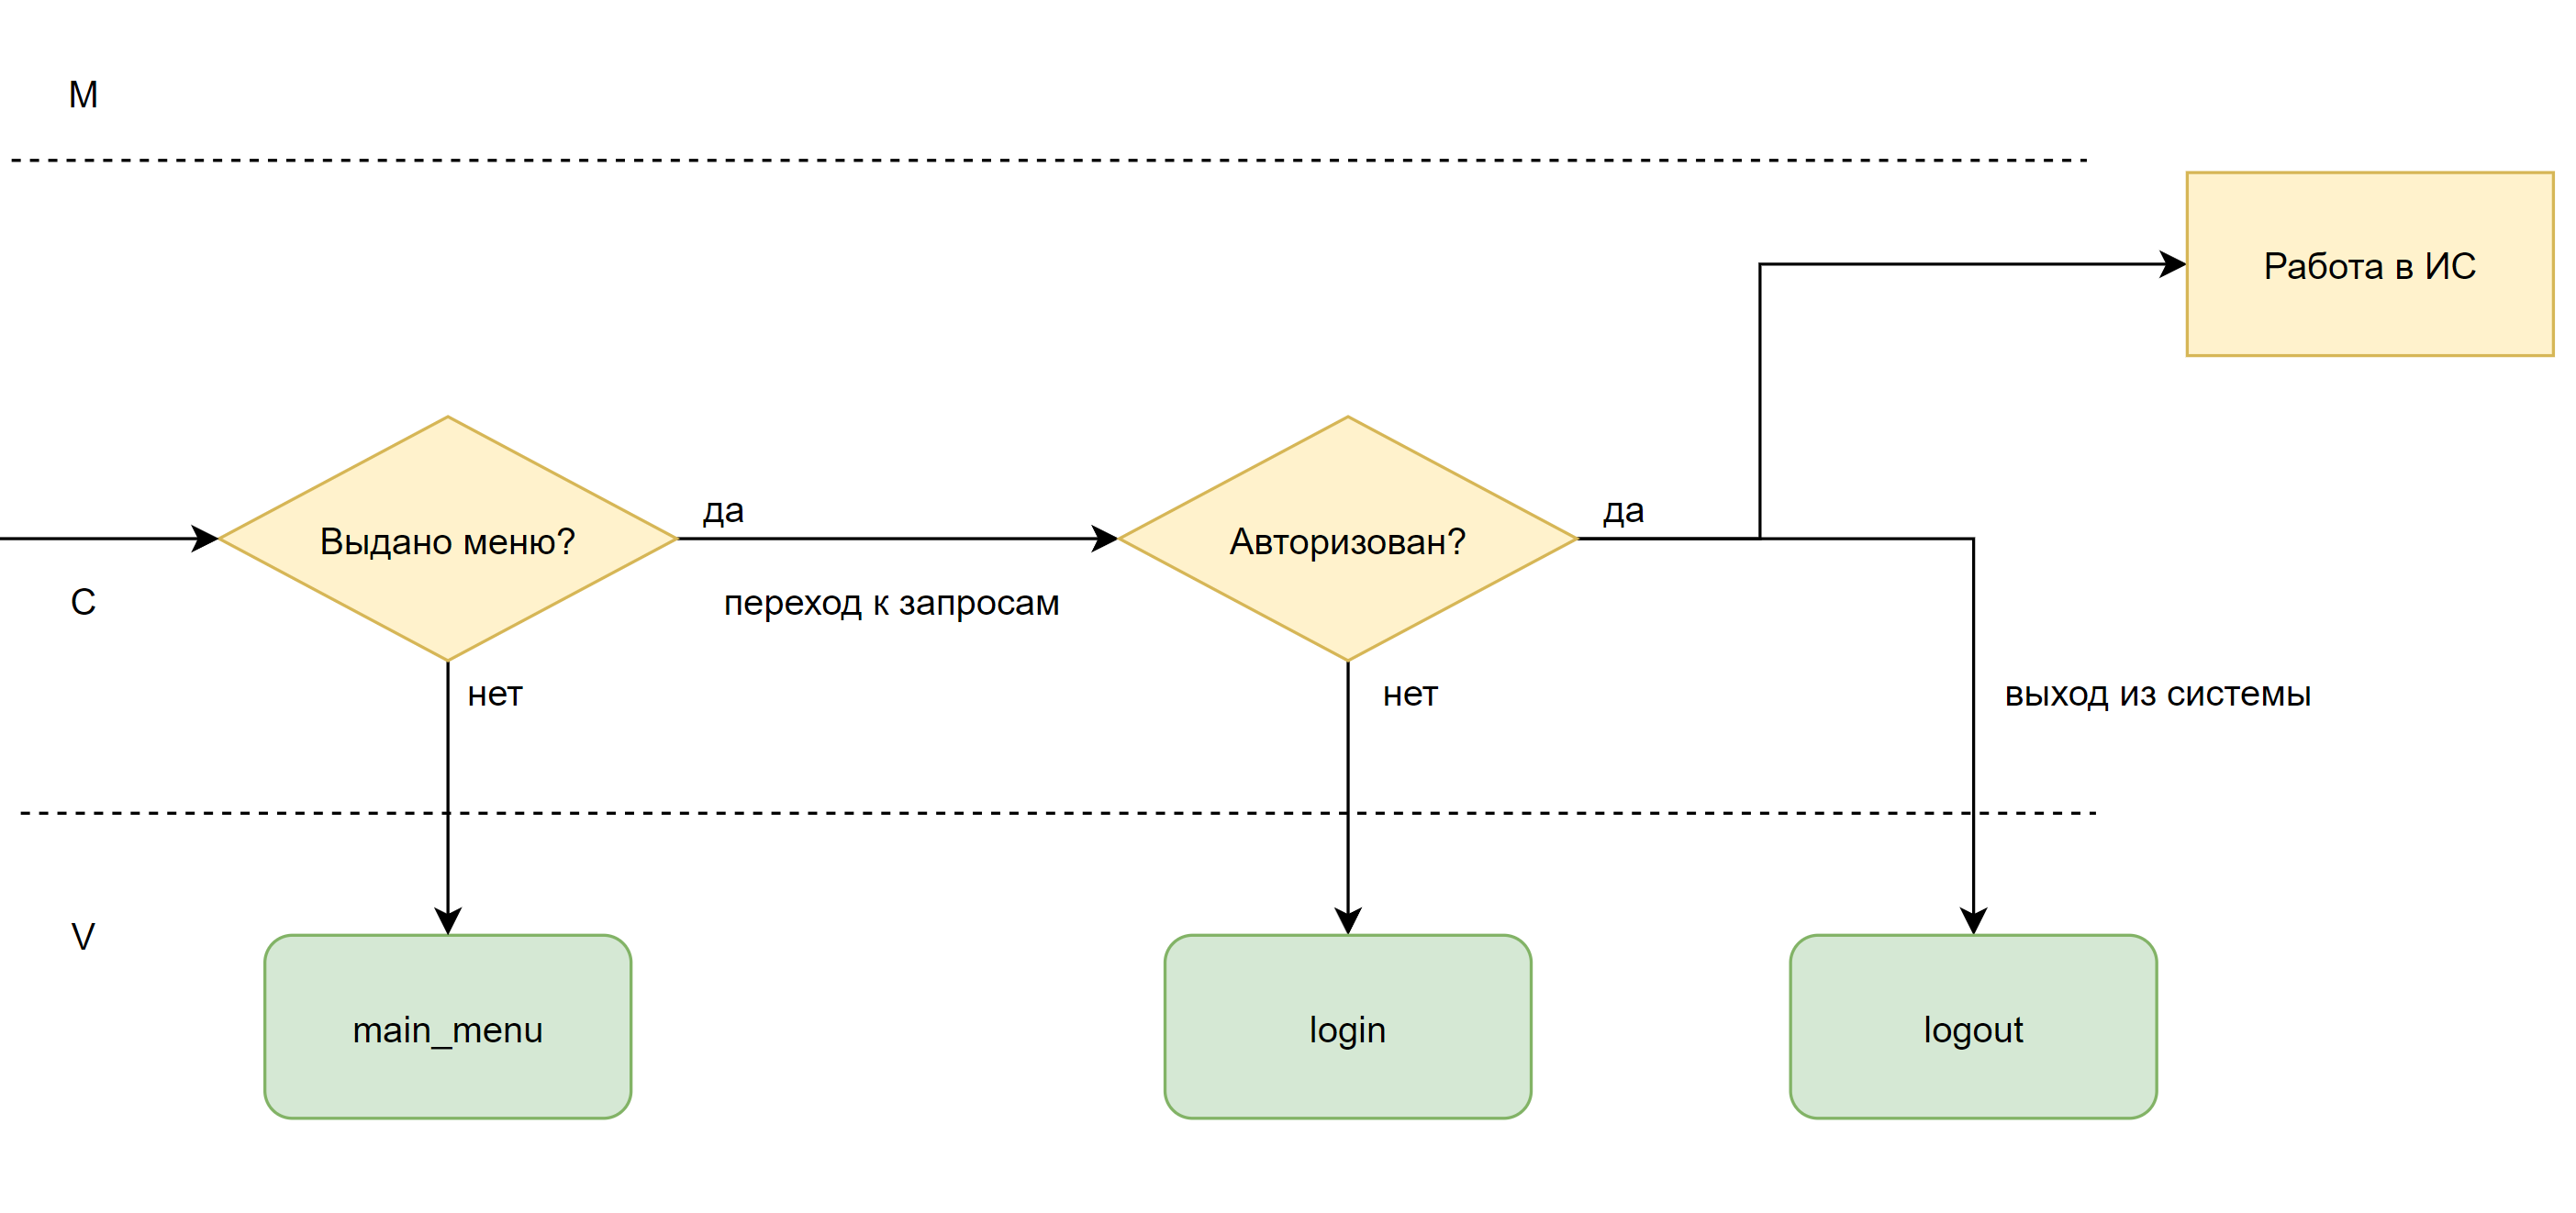 M
Работа в ИС
Выдано меню?
да
Авторизован?
да
C
переход к запросам
нет
нет
выход из системы
V
main_menu
login
logout